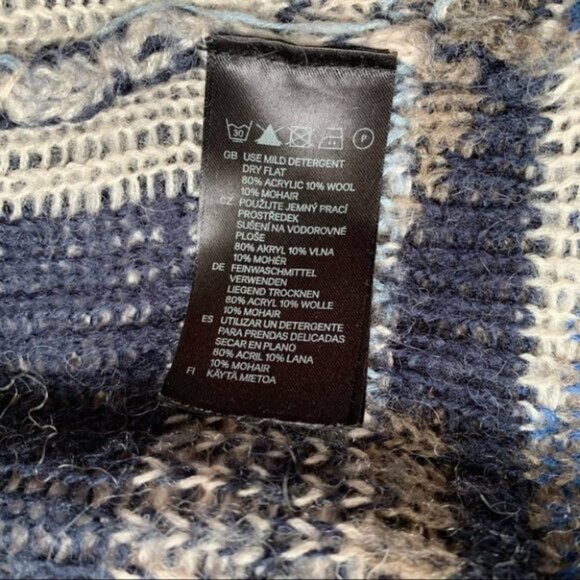 30 P
GB USE MILD DETERGENT
DRY FLAT
80% ACRYLIC 10% WOOL
10% MOHAIR
CZ POUŽIJTE JEMNÝ PRACÍ
PROSTŘEDEK
SUŠENÍ NA VODOROVNÉ
PLOŠE
80% AKRYL 10% VLNA
10% MOHÉR
DE FEINWASCHMITTEL
VERWENDEN
LIEGEND TROCKNEN
80% ACRYL 10% WOLLE
10% MOHAIR
ES UTILIZAR UN DETERGENTE
PARA PRENDAS DELICADAS
SECAR EN PLANO
80% ACRIL 10% LANA
10% MOHAIR
FI KÄYTÄ MIETOA